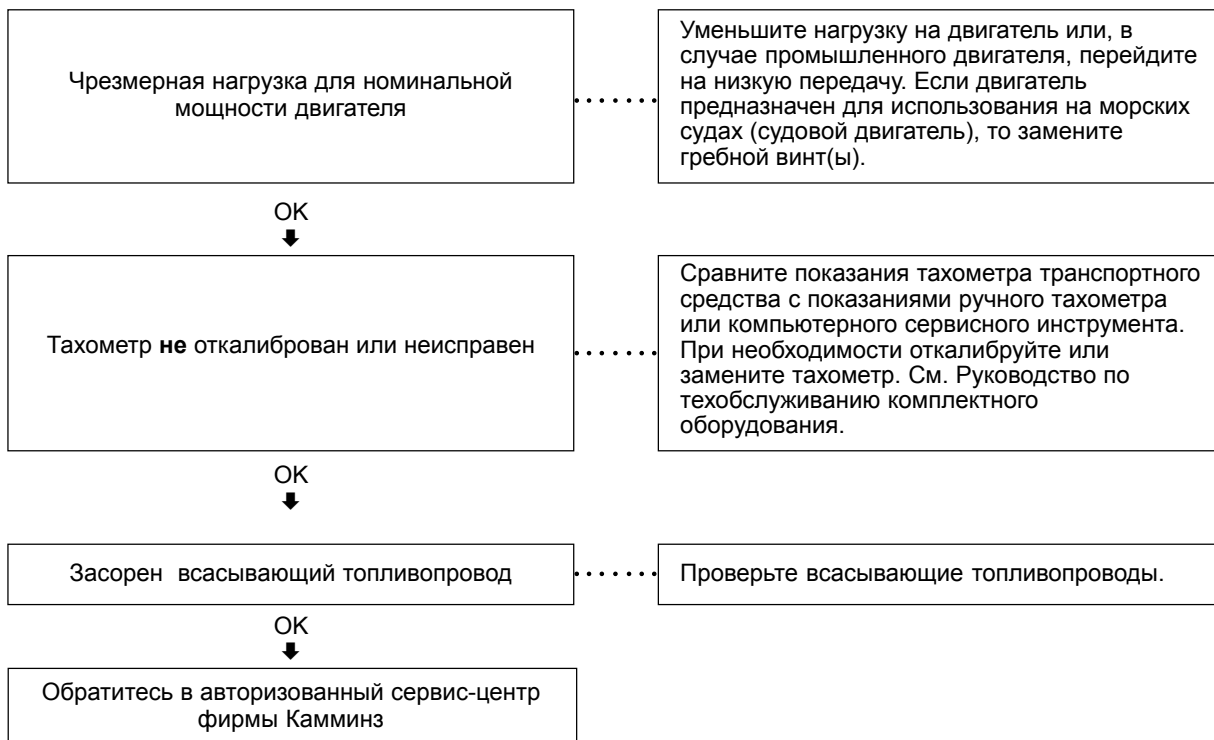 Чрезмерная нагрузка для номинальной
мощности двигателя
Уменьшите нагрузку на двигатель или, в
случае промышленного двигателя, перейдите
на низкую передачу. Если двигатель
предназначен для использования на морских
судах (судовой двигатель), то замените
гребной винт(ы).
OK
Тахометр не откалиброван или неисправен
Сравните показания тахометра транспортного
средства с показаниями ручного тахометра
или компьютерного сервисного инструмента.
При необходимости откалибруйте или
замените тахометр. См. Руководство по
техобслуживанию комплектного
оборудования.
OK
Засорен всасывающий топливопровод
Проверьте всасывающие топливопроводы.
OK
Обратитесь в авторизованный сервис-центр
фирмы Камминз